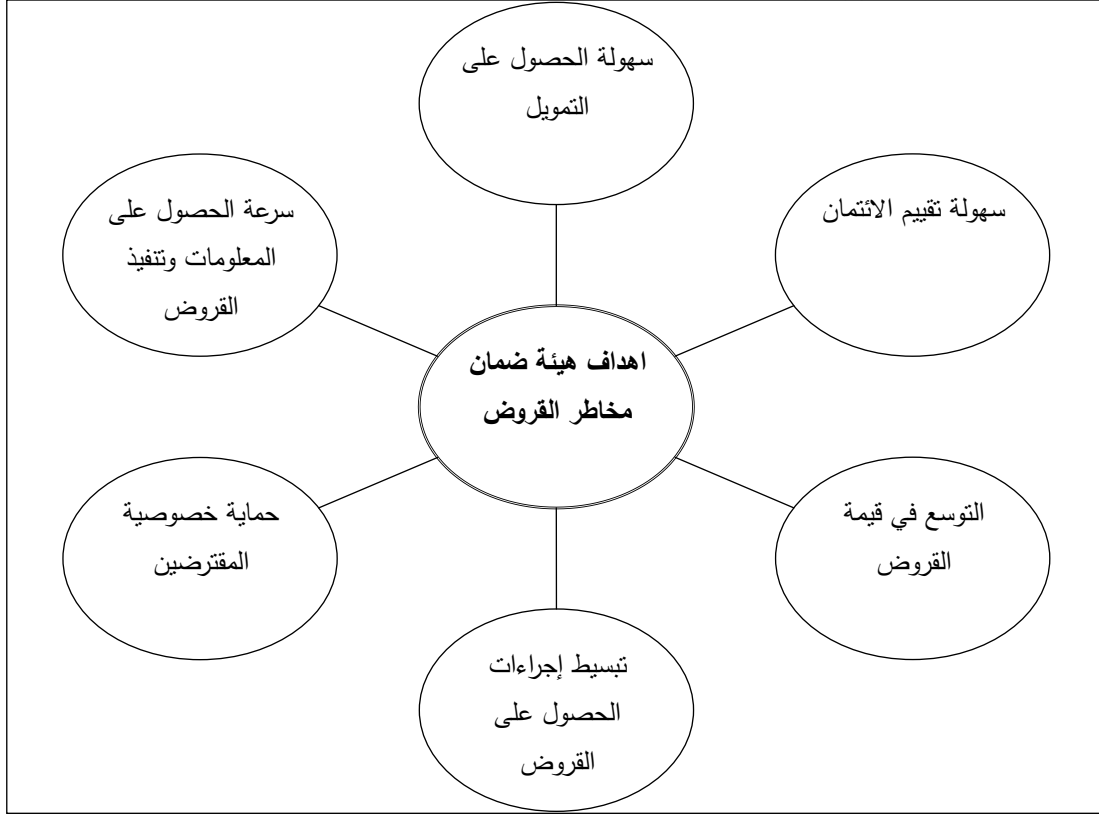 سهولة الحصول على
التمويل
سهولة تقييم الائتمان
سرعة الحصول على
المعلومات وتنفيذ
القروض
اهداف هيئة ضمان
مخاطر القروض
التوسع في قيمة
القروض
حماية خصوصية
المقترضين
تبسيط إجراءات
الحصول على
القروض